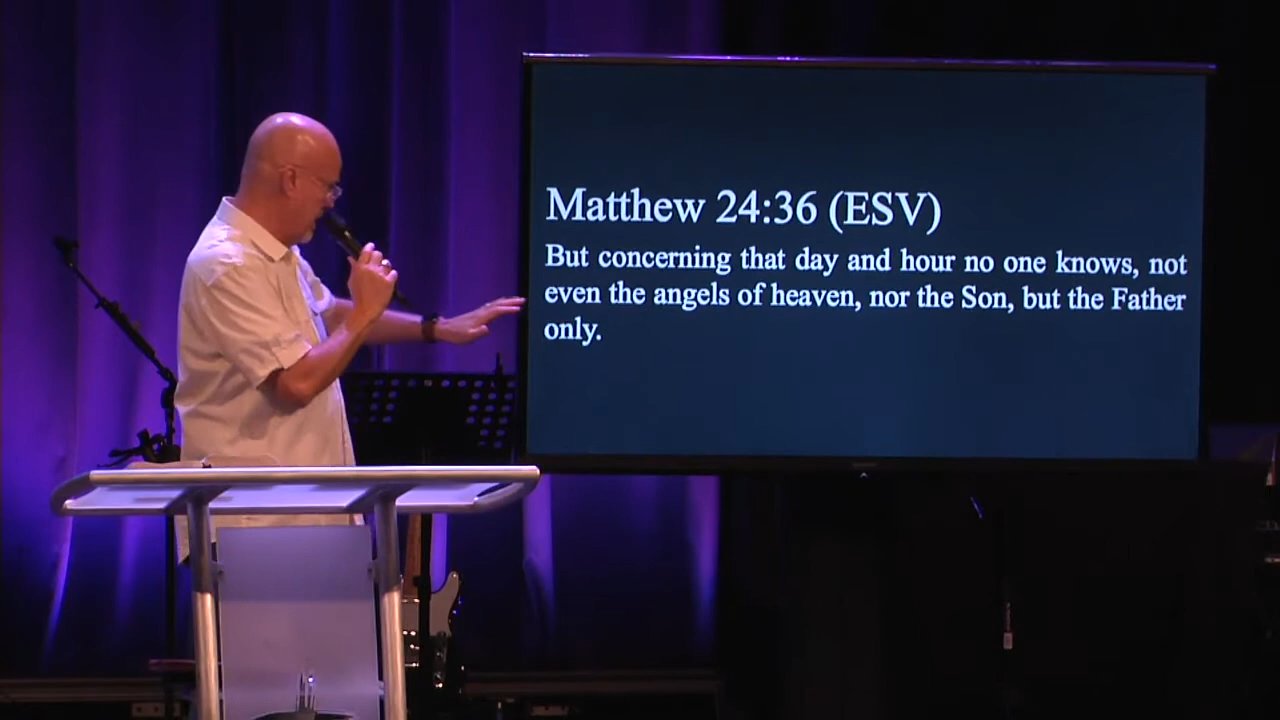 Matthew 24:36 (ESV)
But concerning that day and hour no one knows, not
even the angels of heaven, nor the Son, but the Father
only.